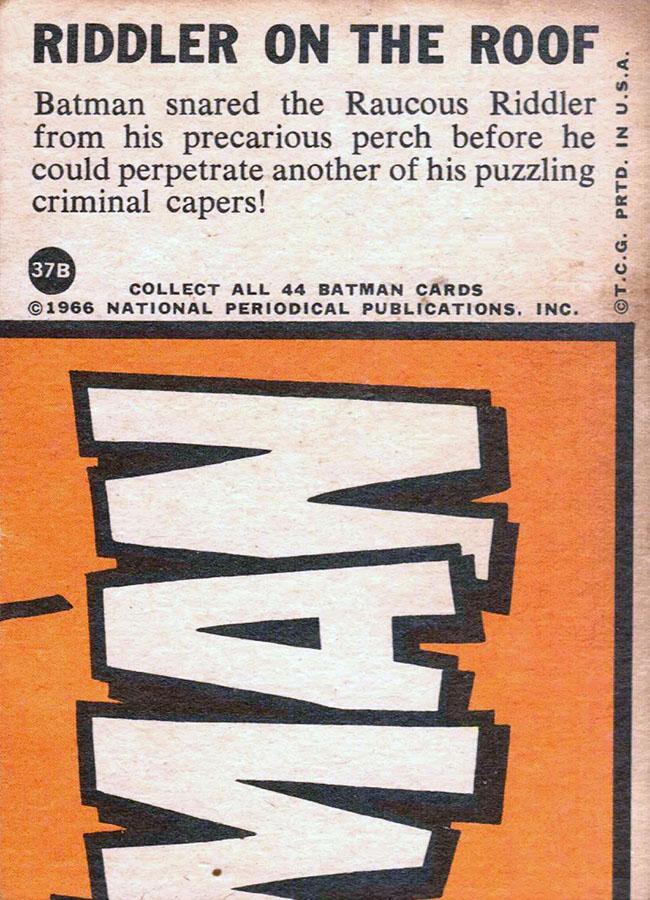 RIDDLER ON THE ROOF
Batman snared the Raucous Riddler
from his precarious perch before he
could perpetrate another of his puzzling
criminal capers!
37B
COLLECT ALL 44 BATMAN CARDS
©1966 NATIONAL PERIODICAL PUBLICATIONS, INC.
©T.C.G. PRTD. IN U.S.A.
MAN